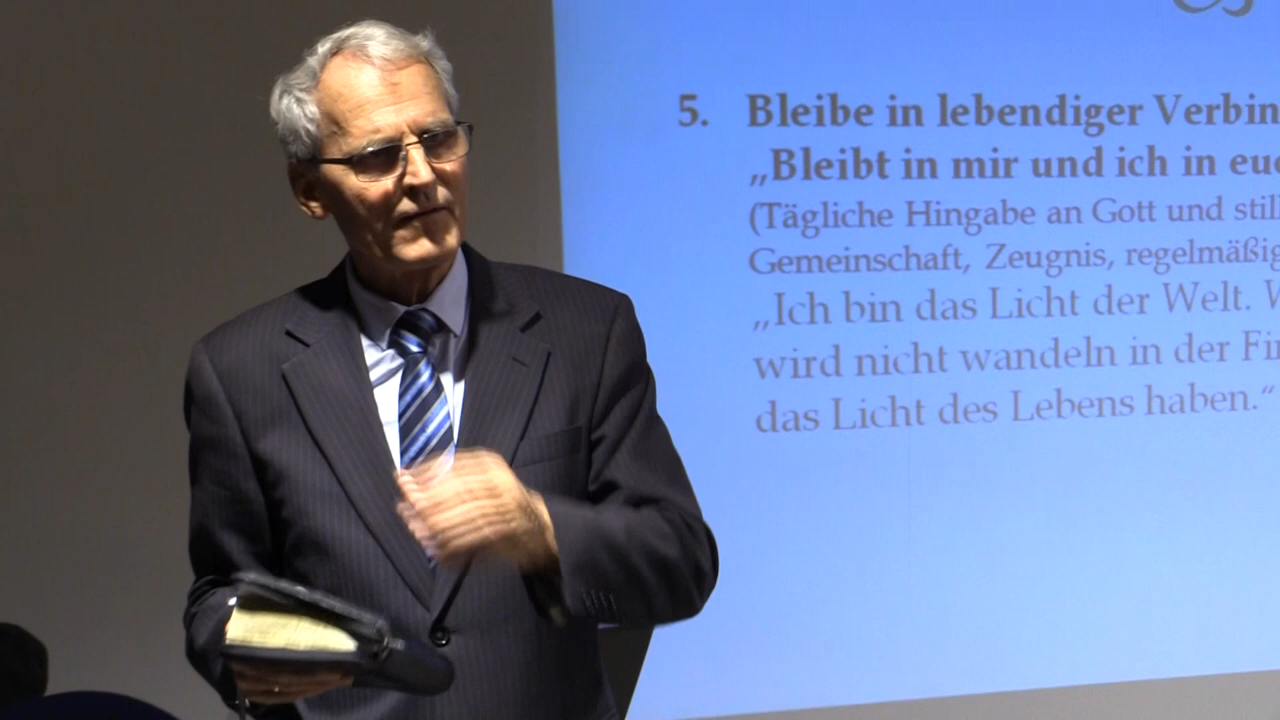 5. Bleibe in lebendiger
„Bleibt in mir und ich in
(Tägliche Hingabe an Gott und
Gemeinschaft, Zeugnis,
„Ich bin das Licht der Welt.
wird nicht wandeln in der
das Licht des Lebens haben.“